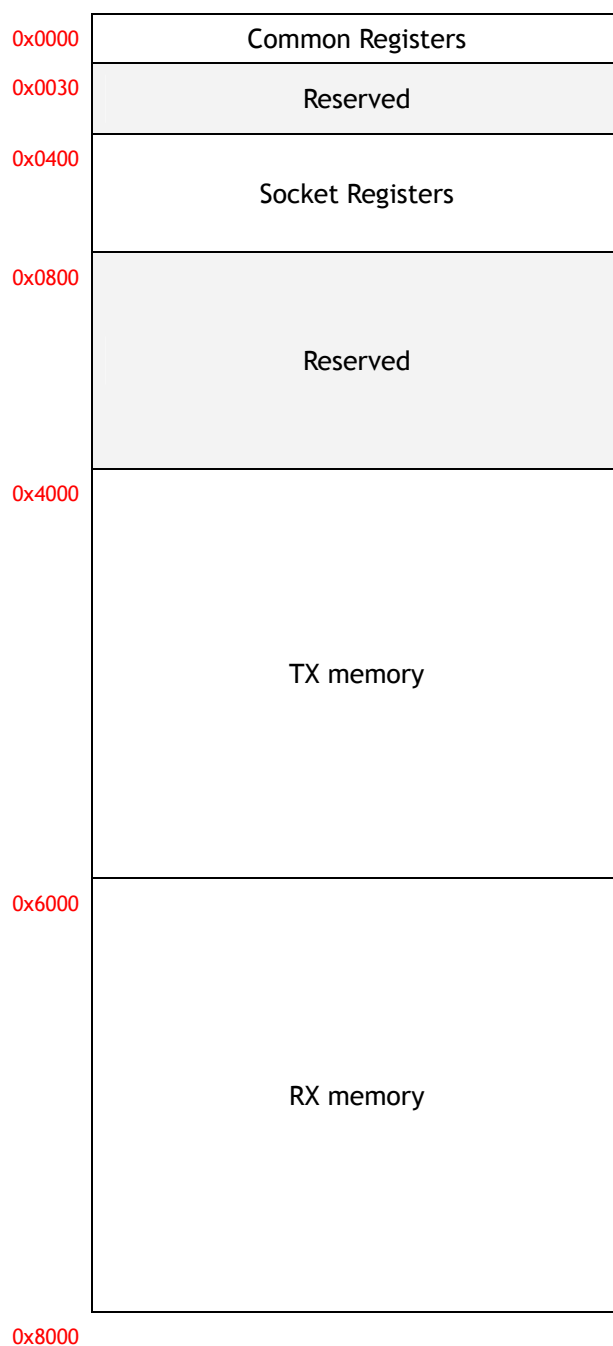 0x0000
Common Registers
0x0030
Reserved
0x0400
Socket Registers
0x0800
Reserved
0x4000
TX memory
0x6000
RX memory
0x8000